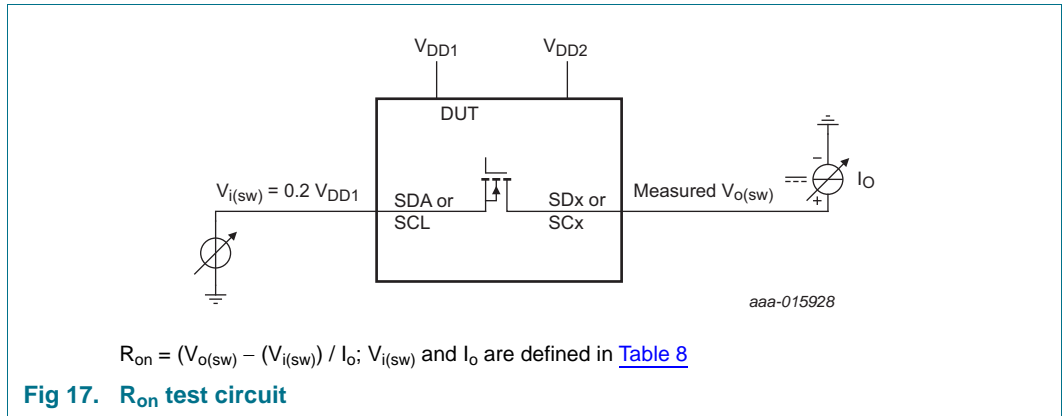 VDD1
VDD2
DUT
Vi(sw) = 0.2 VDD1
SDA or
SCL
SDx or
SCx
Measured Vo(sw)
−
+
IO
aaa-015928
Ron = (Vo(sw) − (Vi(sw)) / Io; Vi(sw) and Io are defined in Table 8
Fig 17. Ron test circuit